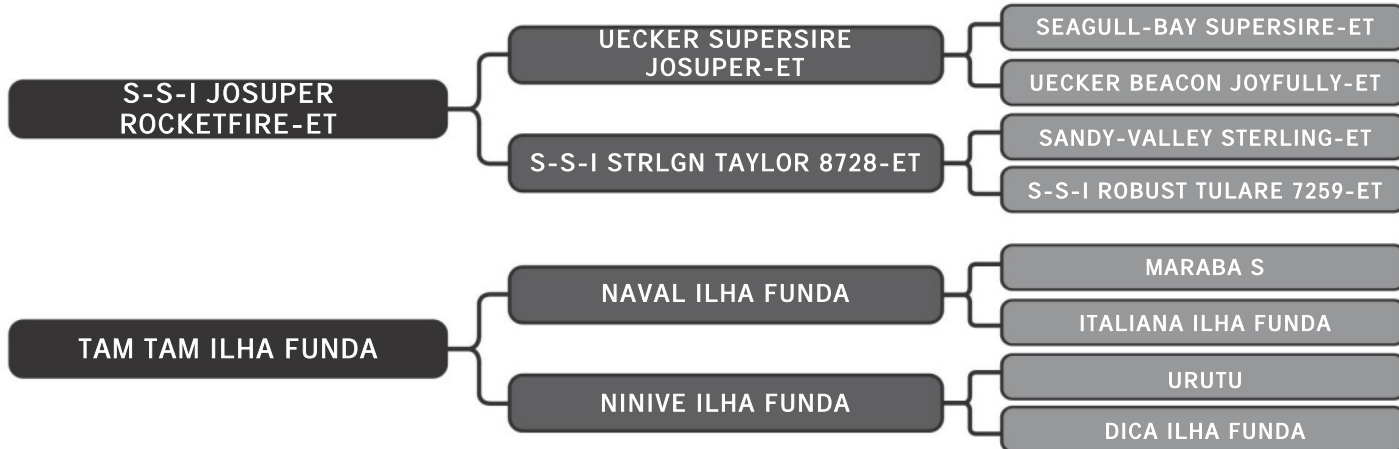 SEAGULL-BAY SUPERSIRE-ET
UECKER SUPERSIRE
JOSUPER-ET
UECKER BEACON JOYFULLY-ET
S-S-I JOSUPER
ROCKETFIRE-ET
SANDY-VALLEY STERLING-ET
S-S-I STRLGN TAYLOR 8728-ET
S-S-I ROBUST TULARE 7259-ET
MARABA S
NAVAL ILHA FUNDA
ITALIANA ILHA FUNDA
TAM TAM ILHA FUNDA
URUTU
NINIVE ILHA FUNDA
DICA ILHA FUNDA